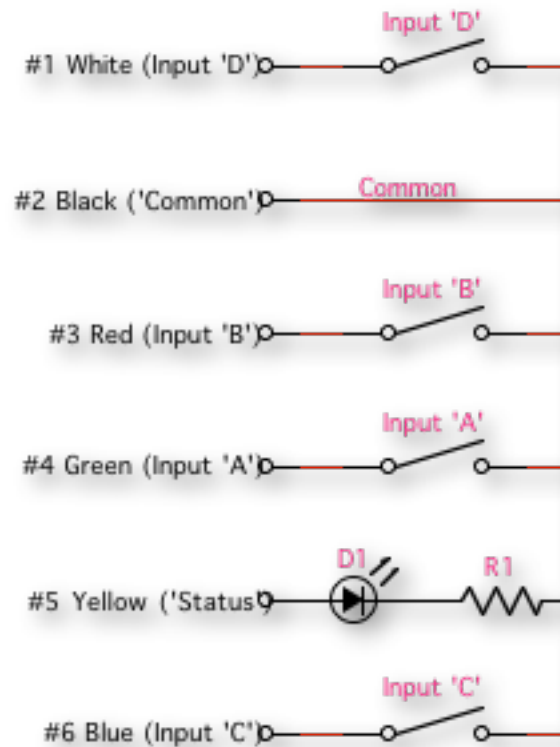 Input 'D'
#1 White (Input 'D')
#2 Black ('Common')
Common
Input 'B'
#3 Red (Input 'B')
Input 'A'
#4 Green (Input 'A')
D1
R1
#5 Yellow ('Status')
Input 'C'
#6 Blue (Input 'C')